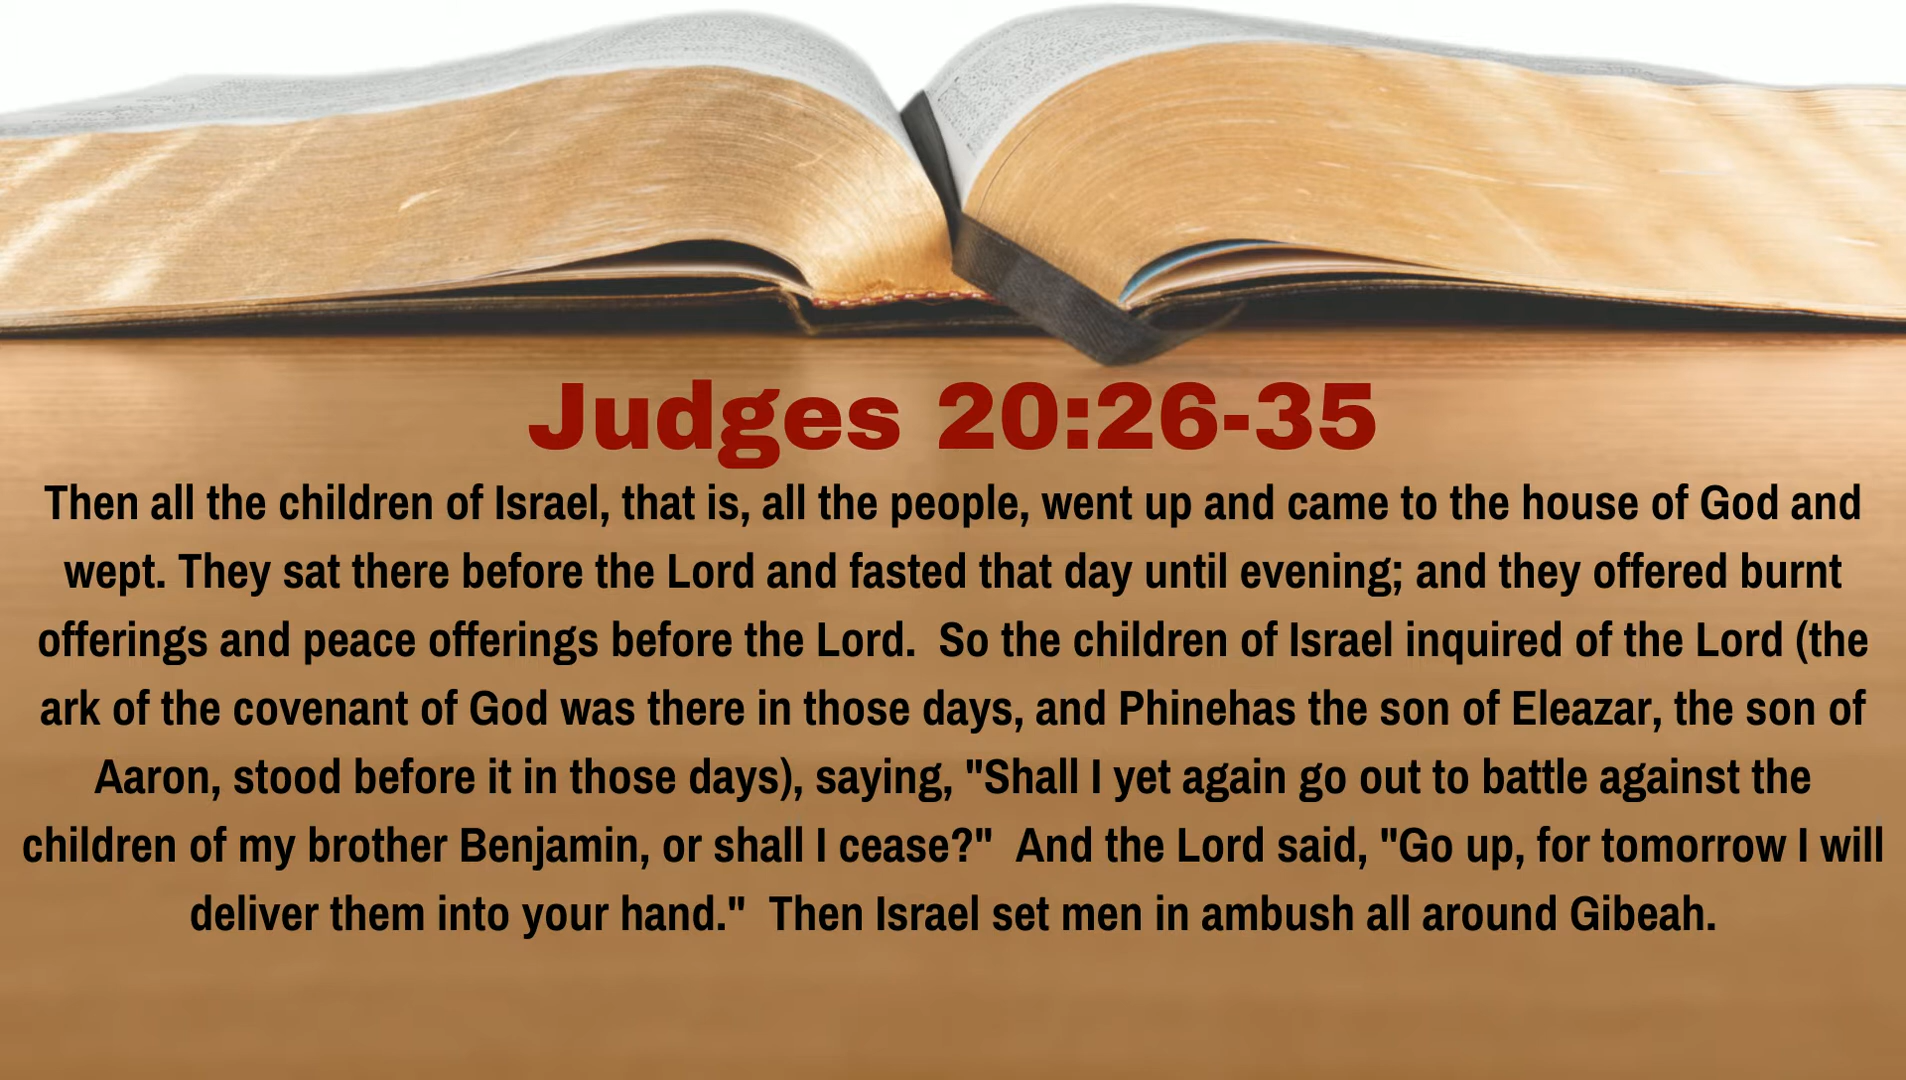 Judges 20:26-35
Then all the children of Israel, that is, all the people, went up and came to the house of God and
wept. They sat there before the Lord and fasted that day until evening; and they offered burnt
offerings and peace offerings before the Lord.  So the children of Israel inquired of the Lord (the
ark of the covenant of God was there in those days, and Phinehas the son of Eleazar, the son of
Aaron, stood before it in those days), saying, "Shall I yet again go out to battle against the
children of my brother Benjamin, or shall I cease?"  And the Lord said, "Go up, for tomorrow I will
deliver them into your hand."  Then Israel set men in ambush all around Gibeah.